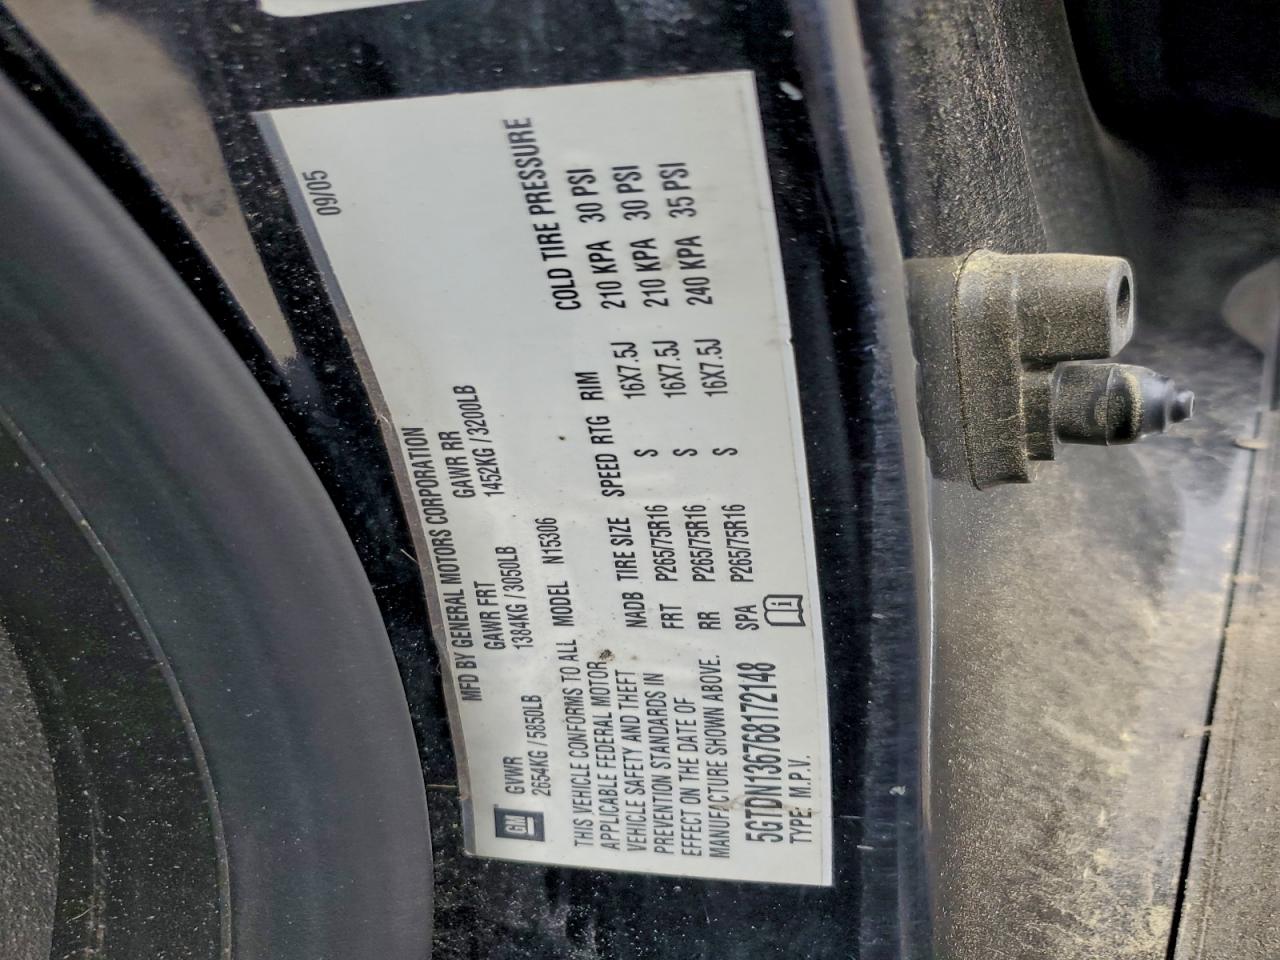 09/05
MFD BY GENERAL MOTORS CORPORATION
GM
GVWR GAWR FRT GAWR RR
2654KG / 5850LB 1384KG / 3050LB 1452KG / 3200LB
THIS VEHICLE CONFORMS TO ALL
APPLICABLE FEDERAL MOTOR
VEHICLE SAFETY AND THEFT
PREVENTION STANDARDS IN
EFFECT ON THE DATE OF
MANUFACTURE SHOWN ABOVE.
5GTDN136768172148
TYPE: M.P.V.
MODEL N15306
NADB TIRE SIZE SPEED RTG RIM COLD TIRE PRESSURE
FRT P265/75R16 S 16X7.5J 210 KPA 30 PSI
RR P265/75R16 S 16X7.5J 210 KPA 30 PSI
SPA P265/75R16 S 16X7.5J 240 KPA 35 PSI